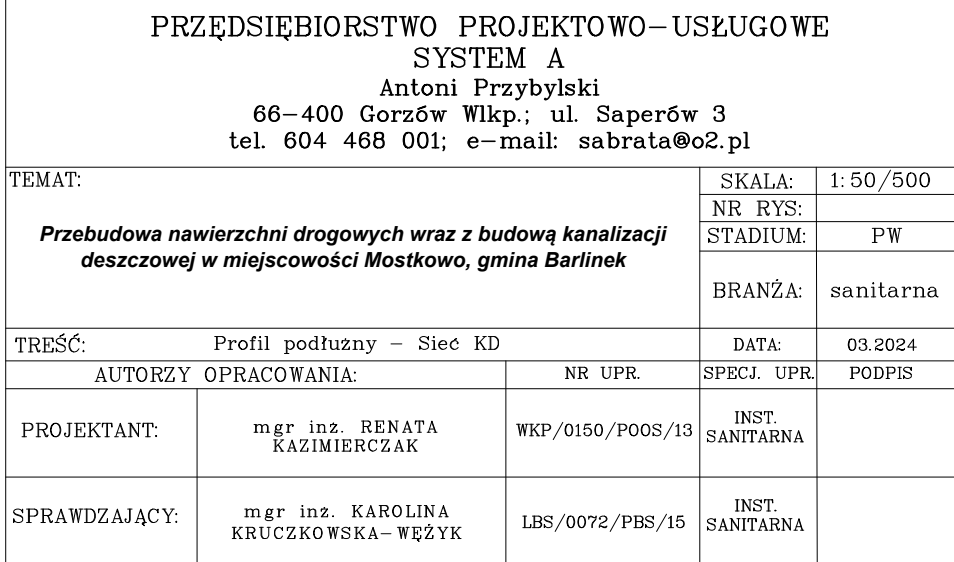 PRZĘDSIĘBIORSTWO PROJEKTOWO-USŁUGOWE
SYSTEM A
Antoni Przybylski
66-400 Gorzów Wlkp.; ul. Saperów 3
tel. 604 468 001; e-mail: sabrata@o2.pl
TEMAT:
Przebudowa nawierzchni drogowych wraz z budową kanalizacji
deszczowej w miejscowości Mostkowo, gmina Barlinek
SKALA: 1:50/500
NR RYS:
STADIUM: PW
BRANŻA: sanitarna
TREŚĆ: Profil podłużny - Sieć KD DATA: 03.2024
AUTORZY OPRACOWANIA: NR UPR. SPECJ. UPR. PODPIS
PROJEKTANT:
mgr inż. RENATA
KAZIMIERCZAK
WKP/0150/POOS/13
INST.
SANITARNA
SPRAWDZAJĄCY:
mgr inż. KAROLINA
KRUCZKOWSKA-WĘŻYK
LBS/0072/PBS/15
INST.
SANITARNA